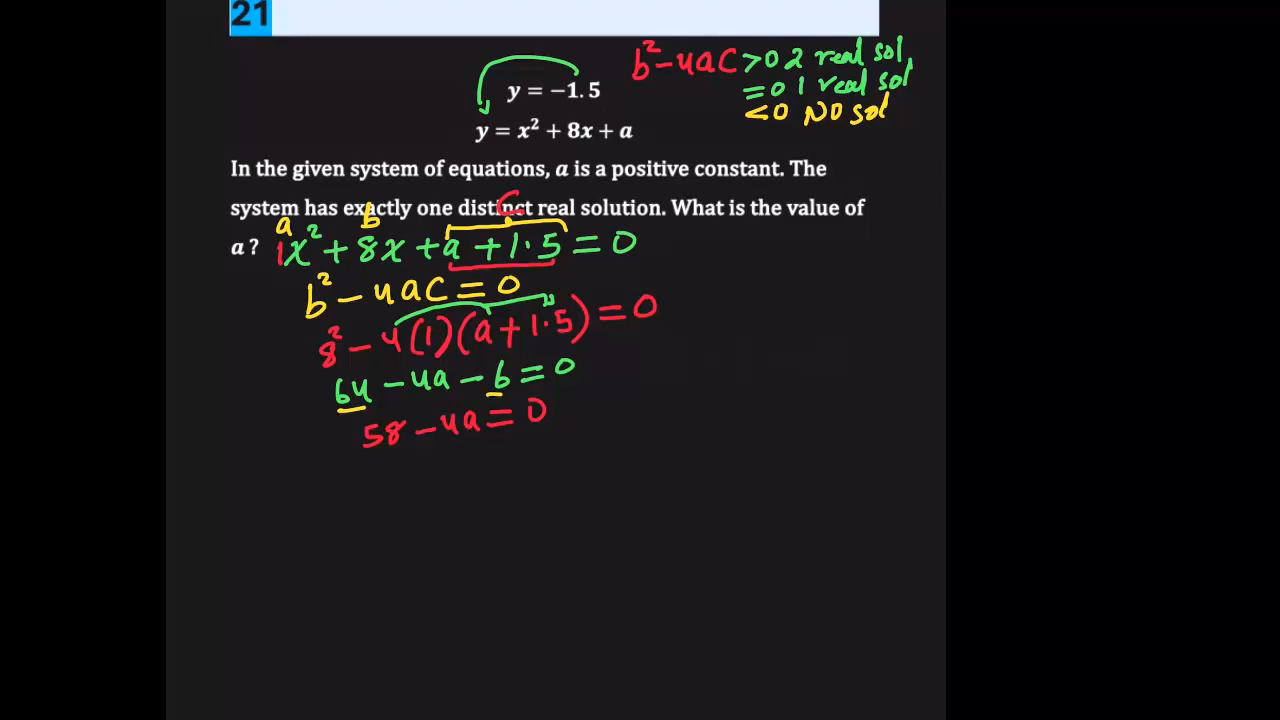 21
y = −1.5
y = x² + 8x + a
b² − 4ac > 0 2 real sol,
= 0 1 real sol
< 0 NO sol
In the given system of equations, a is a positive constant. The
system has exactly one distinct real solution. What is the value of
a?
a b c
1x² + 8x + a + 1.5 = 0
b² − 4ac = 0
8² − 4(1)(a + 1.5) = 0
64 − 4a − 6 = 0
58 − 4a = 0